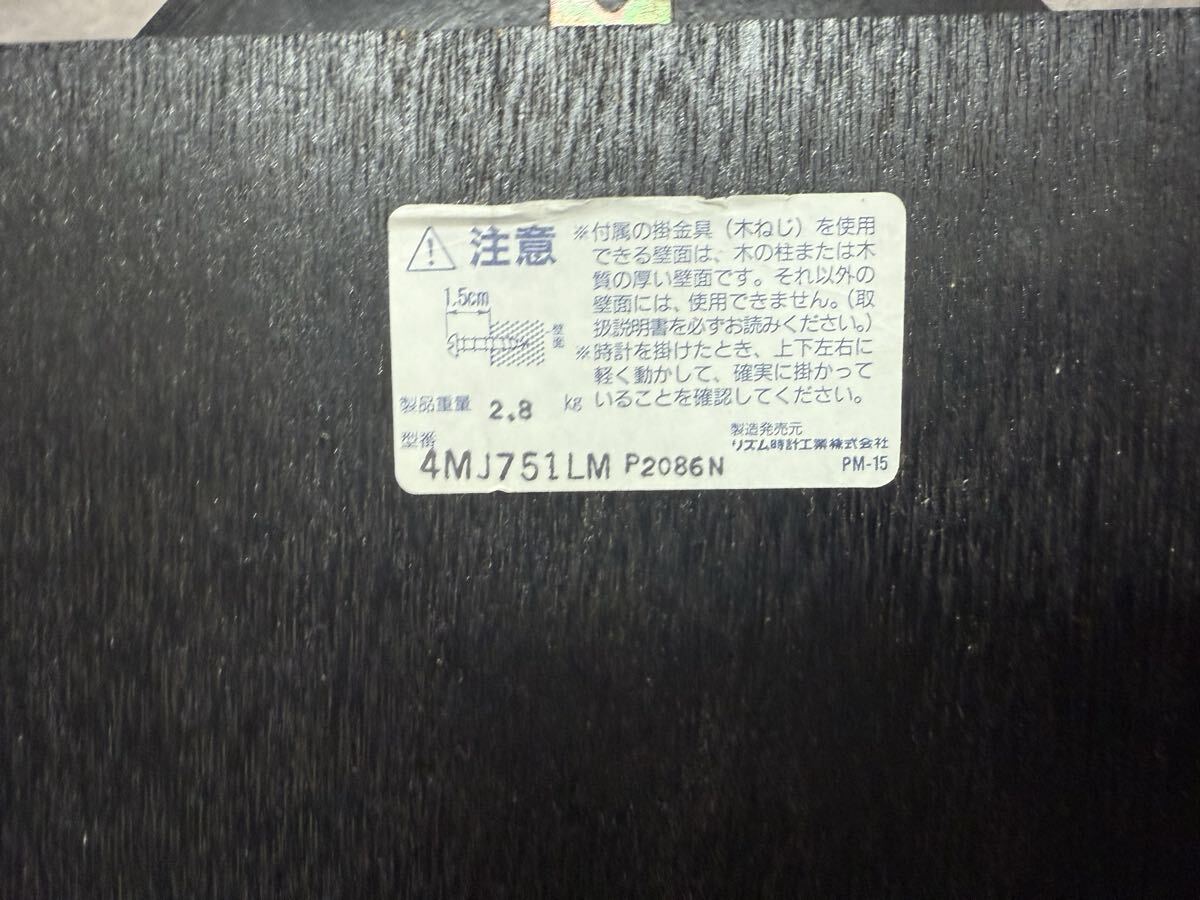 注意
※付属の掛金具（木ねじ）を使用
できる壁面は、木の柱または木
質の厚い壁面です。それ以外の
壁面には、使用できません。（取
扱説明書を必ずお読みください。）
※時計を掛けたとき、上下左右に
軽く動かして、確実に掛かって
いることを確認してください。
1.5cm
壁面
製品重量 2.8 kg
型番
4MJ751LM P2086N
製造発売元
リズム時計工業株式会社
PM-15